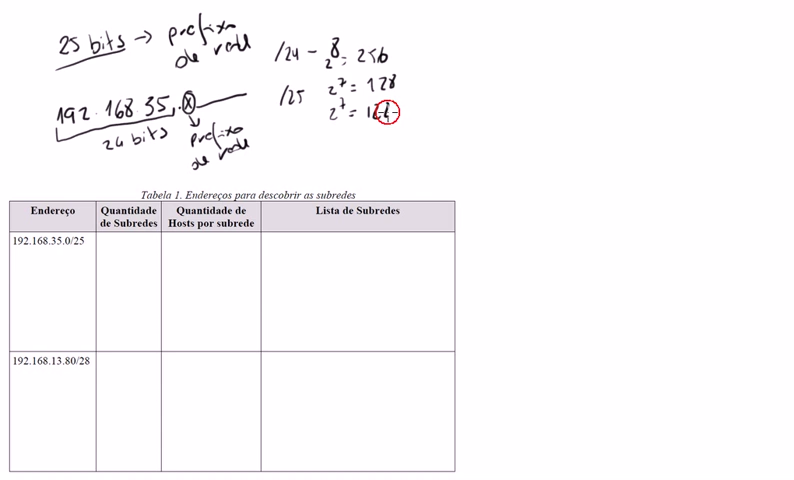 25 bits → prefixo
de rede
192.168.35.x
24 bits
prefixo
de rede
/24 - 2⁸ = 256
/25 2⁷ = 128
2⁷ =
Tabela 1. Endereços para descobrir as subredes
Endereço
Quantidade
de Subredes
Quantidade de
Hosts por subrede
Lista de Subredes
192.168.35.0/25
192.168.13.80/28